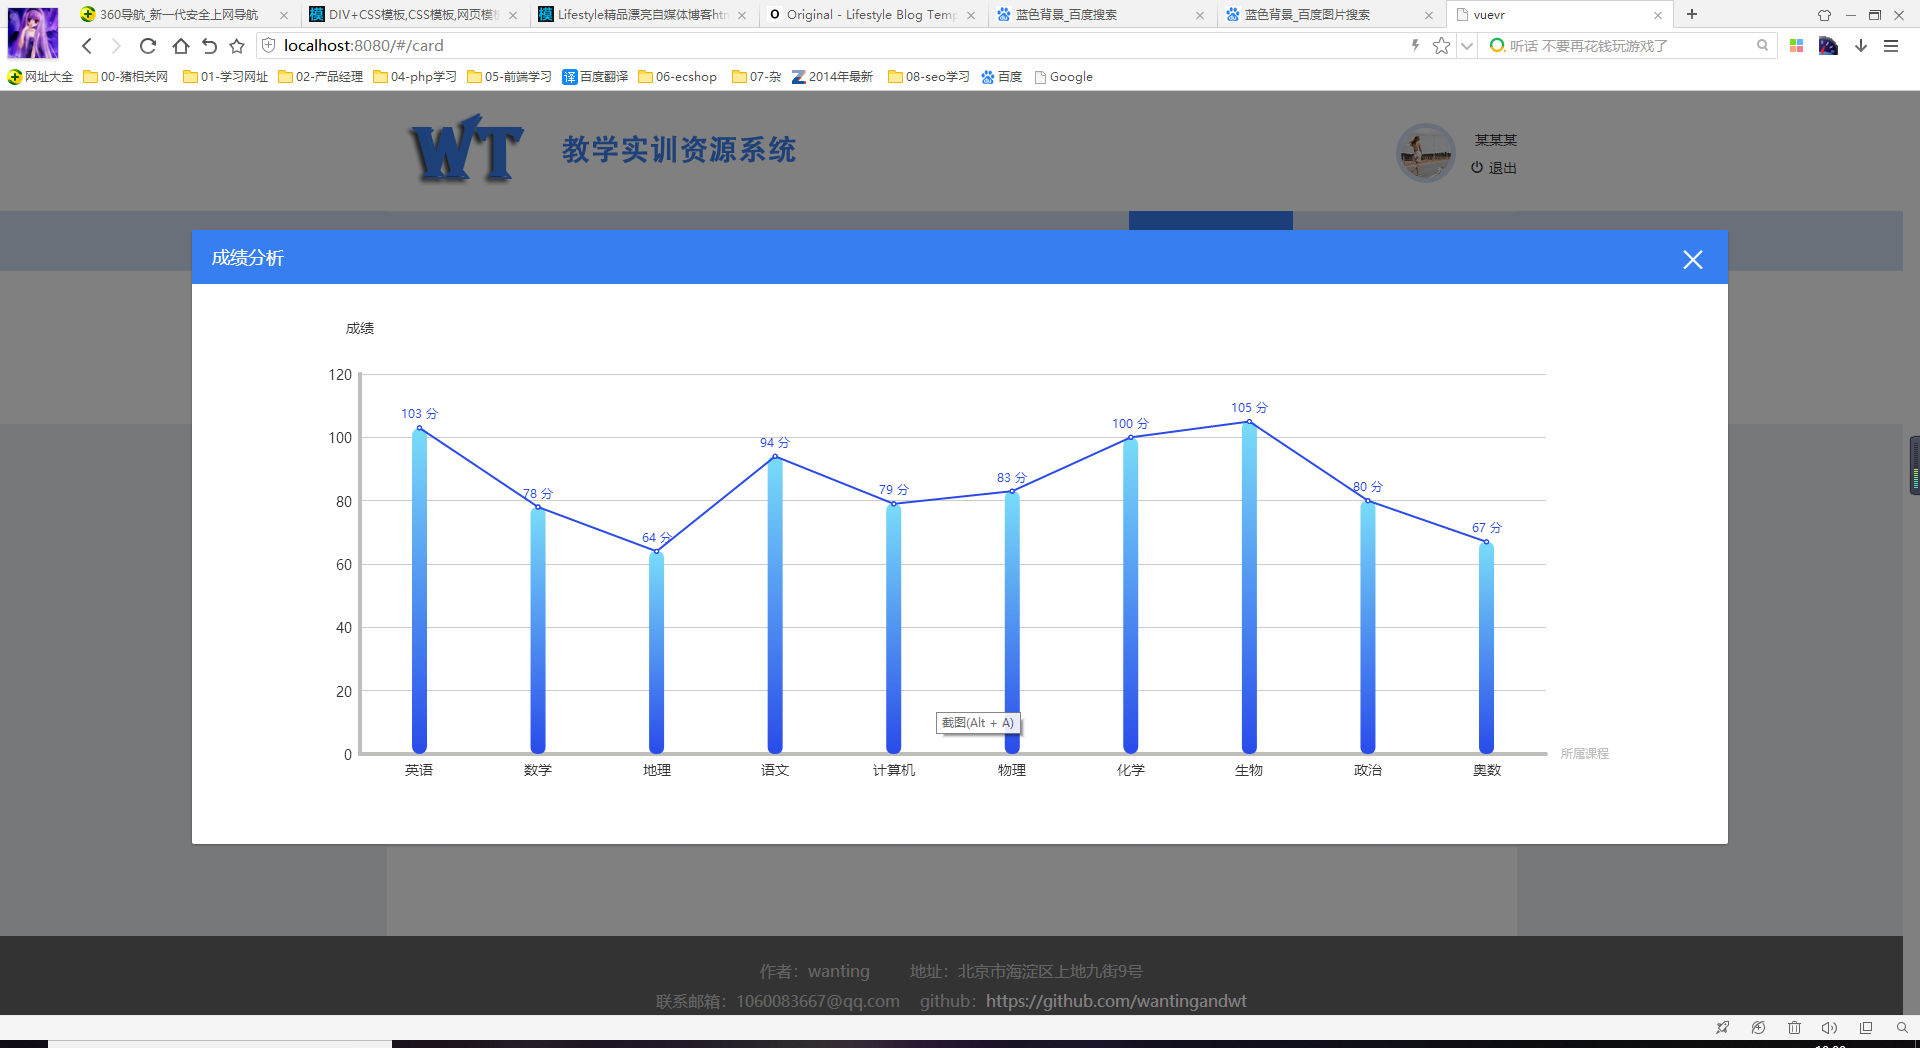 360导航_新一代安全上网导航
DIV+CSS模板,CSS模板,网页模板
Lifestyle精品漂亮自媒体博客htm
Original - Lifestyle Blog Temp
蓝色背景_百度搜索
蓝色背景_百度图片搜索
vuevr
localhost:8080/#/card
听话 不要再花钱玩游戏了
网址大全
00-猪相关网
01-学习网址
02-产品经理
04-php学习
05-前端学习
译 百度翻译
06-ecshop
07-杂
2014年最新
08-seo学习
百度
Google
WT
教学实训资源系统
某某某
退出
成绩分析
成绩
120
100
80
60
40
20
0
103 分
78 分
64 分
94 分
79 分
83 分
100 分
105 分
80 分
67 分
截图(Alt + A)
英语
数学
地理
语文
计算机
物理
化学
生物
政治
奥数
所属课程
作者：wanting 地址：北京市海淀区上地九街9号
联系邮箱：1060083667@qq.com github：https://github.com/wantingandwt